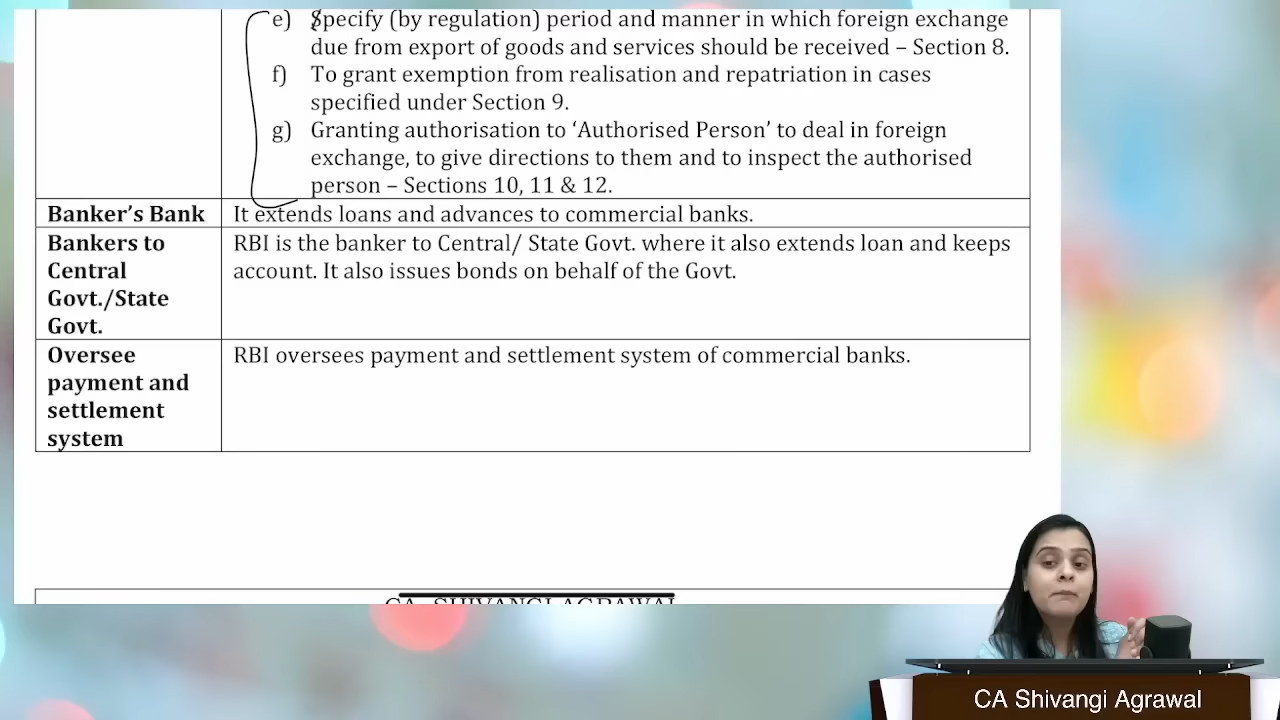 e) Specify (by regulation) period and manner in which foreign exchange
due from export of goods and services should be received – Section 8.
f) To grant exemption from realisation and repatriation in cases
specified under Section 9.
g) Granting authorisation to ‘Authorised Person’ to deal in foreign
exchange, to give directions to them and to inspect the authorised
person – Sections 10, 11 & 12.
Banker’s Bank
It extends loans and advances to commercial banks.
Bankers to
Central
Govt./State
Govt.
RBI is the banker to Central/ State Govt. where it also extends loan and keeps
account. It also issues bonds on behalf of the Govt.
Oversee
payment and
settlement
system
RBI oversees payment and settlement system of commercial banks.
CA SHIVANGI AGRAWAL
CA Shivangi Agrawal